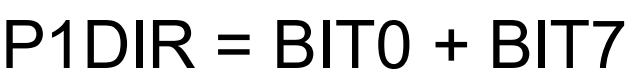 P1DIR = BIT0 + BIT7